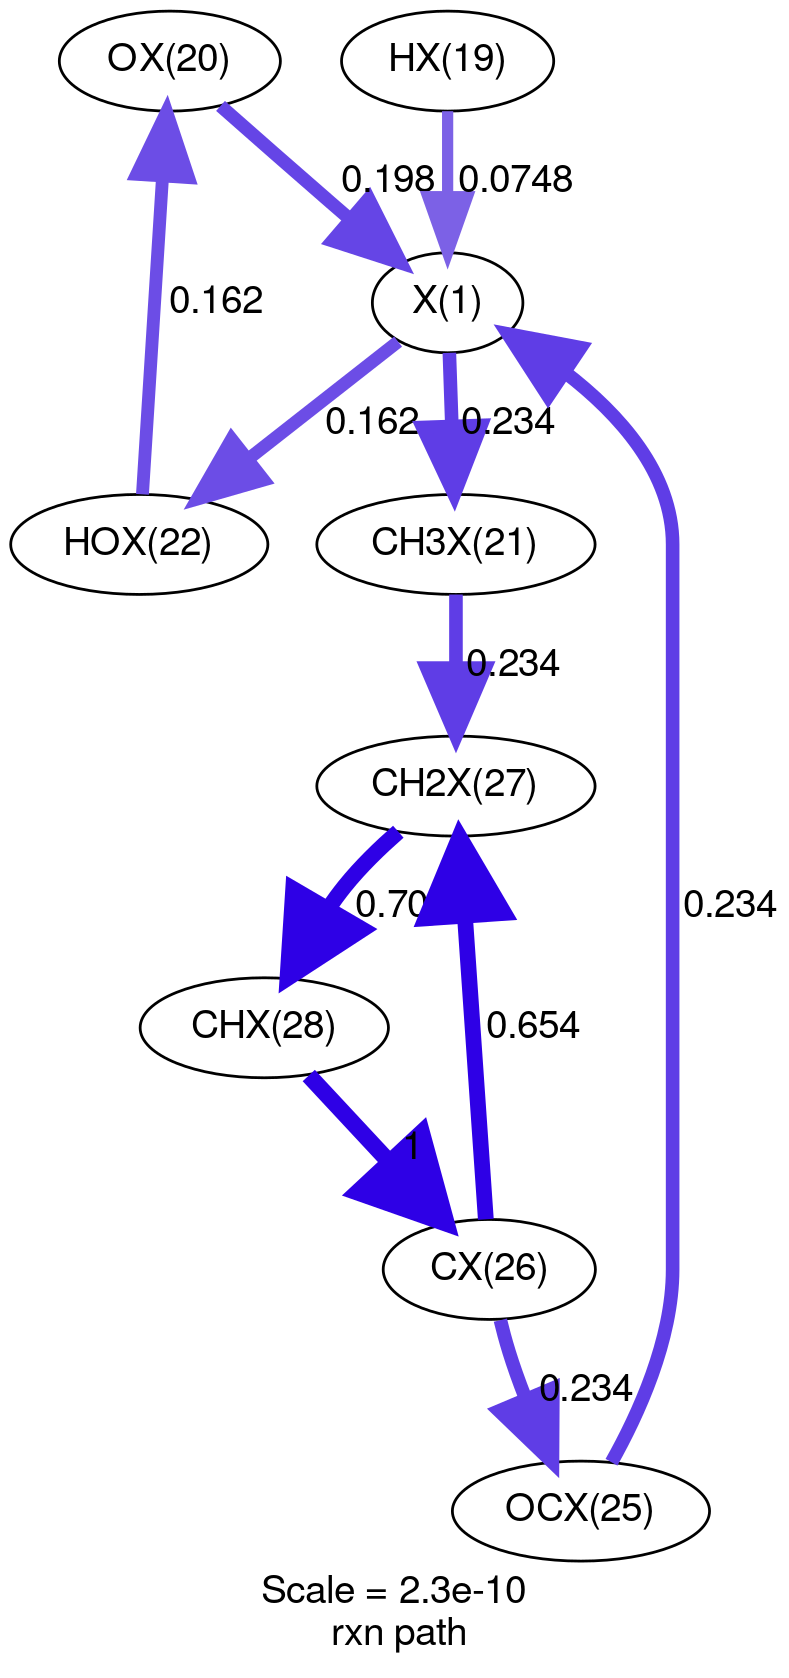 OX(20)
HX(19)
0.198
0.0748
X(1)
0.162
0.162
0.234
HOX(22)
CH3X(21)
0.234
CH2X(27)
0.70
0.234
CHX(28)
0.654
1
CX(26)
0.234
OCX(25)
Scale = 2.3e-10
rxn path